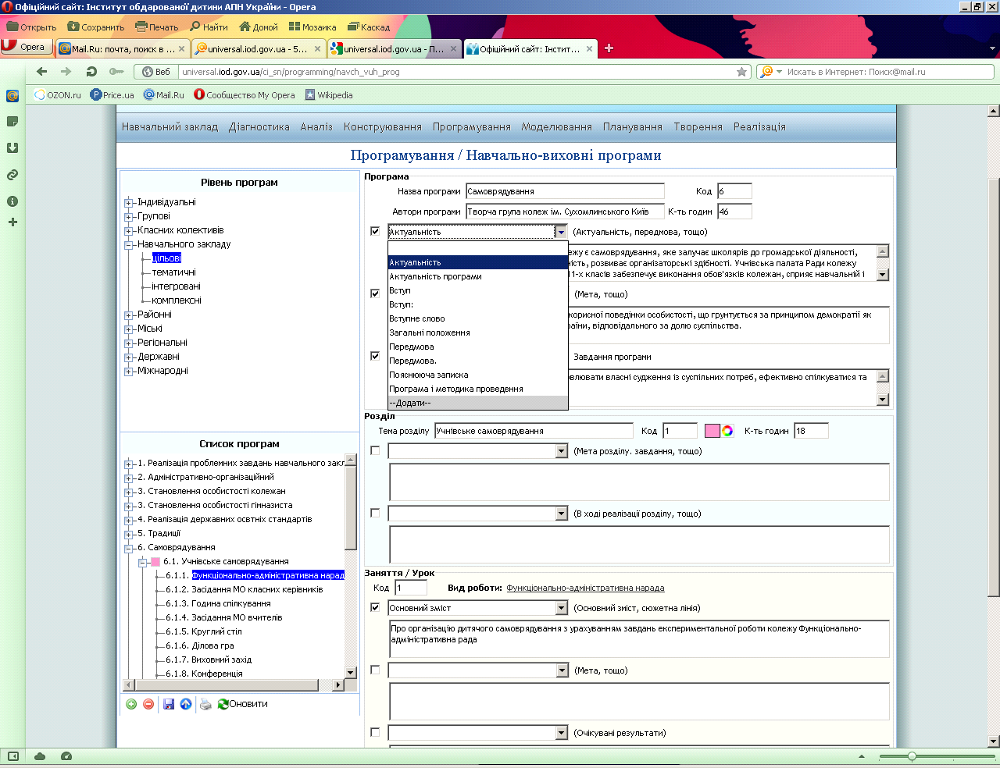 Офіційний сайт: Інститут обдарованої дитини АПН України - Opera
Открыть Сохранить Печать Найти Домой Мозаика Каскад
Opera Mail.Ru: почта, поиск в ... universal.iod.gov.ua - 5... universal.iod.gov.ua - П... Офіційний сайт: Інстит...
Веб universal.iod.gov.ua/ci_sn/programming/navch_vuh_prog Искать в Интернет: Поиск@mail.ru
OZON.ru Price.ua Mail.Ru Сообщество My Opera Wikipedia
Навчальний заклад Діагностика Аналіз Конструювання Програмування Моделювання Планування Творення Реалізація
Програмування / Навчально-виховні програми
Рівень програм
Індивідуальні
Групові
Класних колективів
Навчального закладу
цільові
тематичні
інтегровані
комплексні
Районні
Міські
Регіональні
Державні
Міжнародні
Список програм
1. Реалізація проблемних завдань навчального закл
2. Адміністративно-організаційний
3. Становлення особистості колежан
3. Становлення особистості гімназиста
4. Реалізація державних освтніх стандартів
5. Традиції
6. Самоврядування
6.1. Учнівське самоврядування
6.1.1. Функціонально-адміністративна нарад
6.1.2. Засідання МО класних керівників
6.1.3. Година спілкування
6.1.4. Засідання МО вчителів
6.1.5. Круглий стіл
6.1.6. Ділова гра
6.1.7. Виховний захід
6.1.8. Конференція
Оновити
Програма
Назва програми Самоврядування Код 6
Автори програми Творча група колеж ім. Сухомлинського Київ К-ть годин 46
Актуальність (Актуальність, передмова, тощо)
Актуальність
Актуальність програми
Вступ
Вступ:
Вступне слово
Загальні положення
Передмова
Передмова.
Пояснююча записка
Програма і методика проведення
--Додати--
жу є самоврядування, яке залучає школярів до громадської діяльності,
ність, розвиває організаторські здібності. Учнівська палата Ради колежу
11-х класів забезпечує виконання обов'язків колежан, сприяє навчальній і
(Мета, тощо)
корисної поведінки особистості, що грунтується за принципом демократії як
раїни, відповідального за долю суспільства.
Завдання програми
овлювати власні судження із суспільних потреб, ефективно спілкуватися та
Розділ
Тема розділу Учнівське самоврядування Код 1 К-ть годин 18
(Мета розділу. завдання, тощо)
(В ході реалізації розділу, тощо)
Заняття / Урок
Код 1 Вид роботи: Функціонально-адміністративна нарада
Основний зміст (Основний зміст, сюжетна лінія)
Про організацію дитячого самоврядування з урахуванням завдань експериментальної роботи колежу Функціонально-
адміністративна рада
(Мета, тощо)
(Очікувані результати)